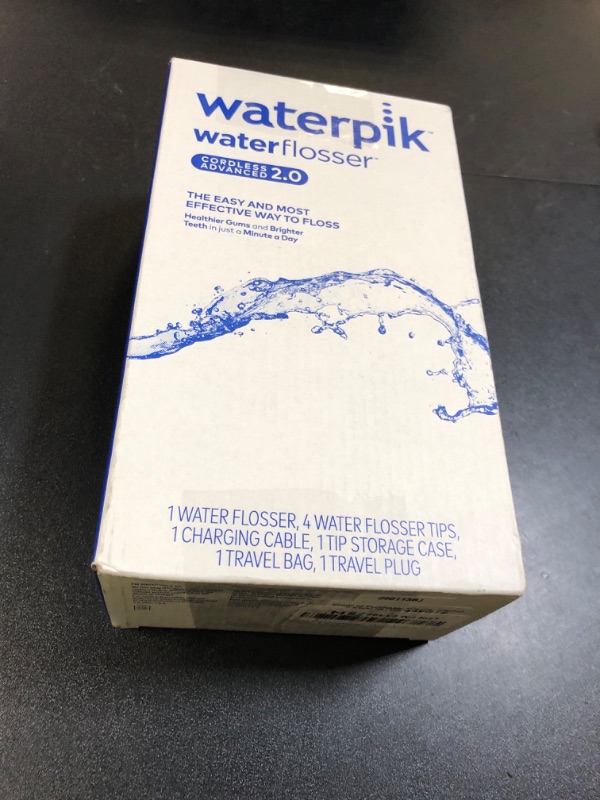 waterpik™
waterflosser™
CORDLESS
ADVANCED 2.0
THE EASY AND MOST
EFFECTIVE WAY TO FLOSS
Healthier Gums and Brighter
Teeth in just a Minute a Day
1 WATER FLOSSER, 4 WATER FLOSSER TIPS,
1 CHARGING CABLE, 1 TIP STORAGE CASE,
1 TRAVEL BAG, 1 TRAVEL PLUG